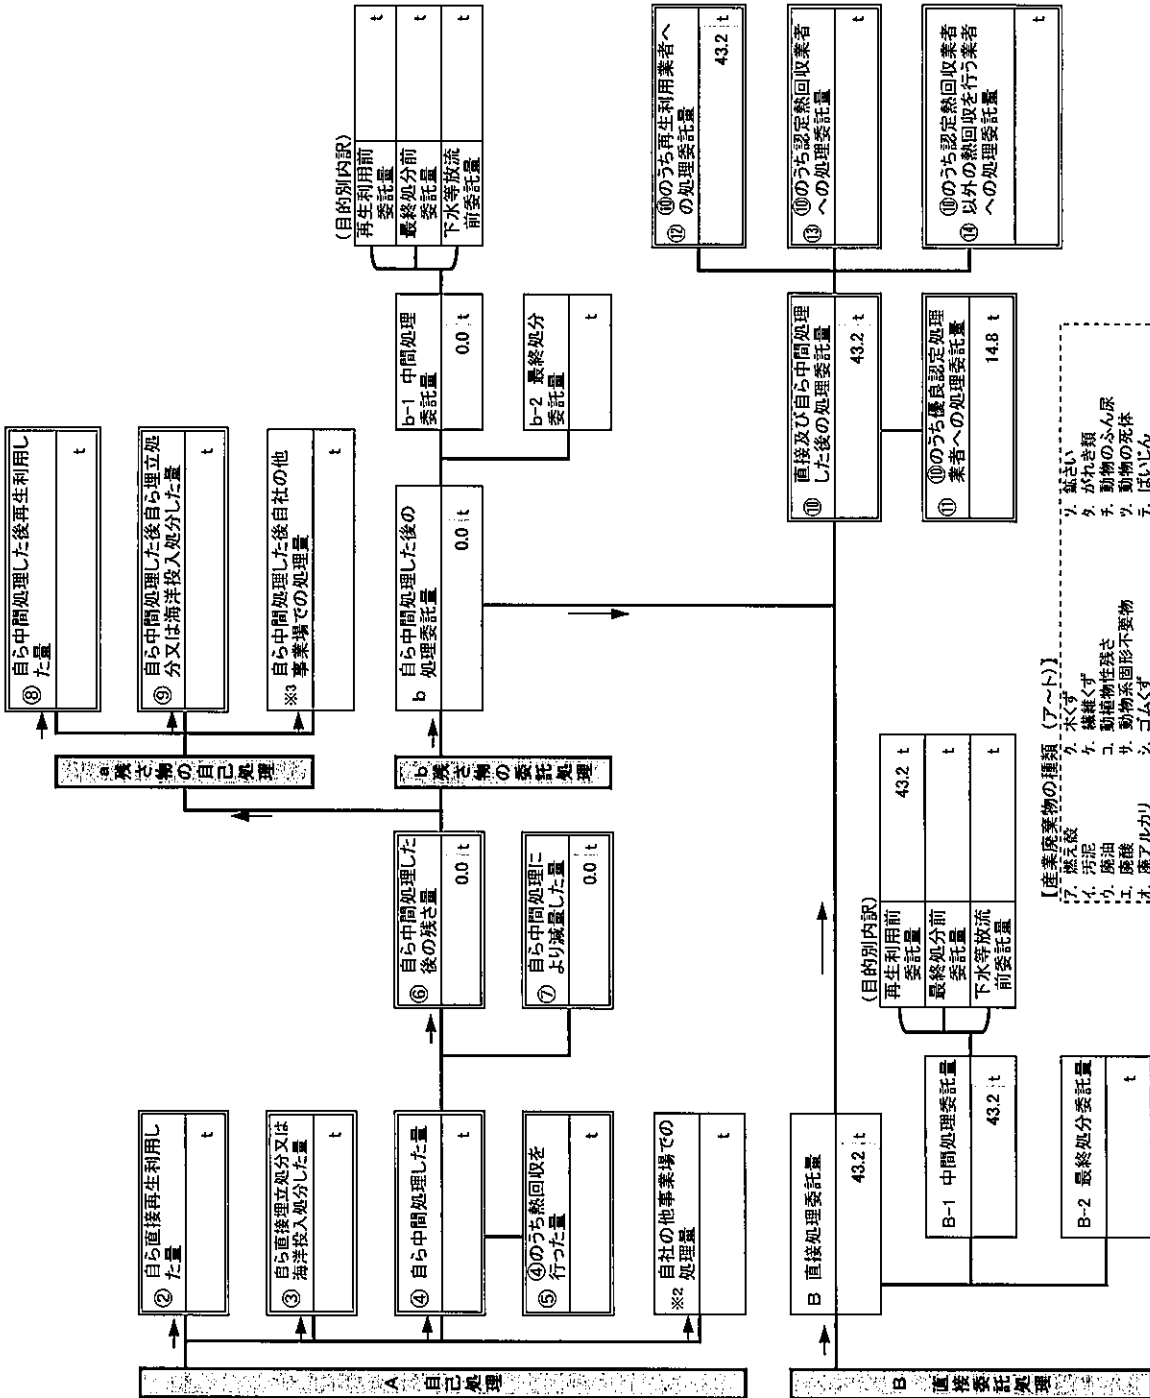 A 自己処理
② 自ら直接再生利用し
た量
t
③ 自ら直接埋立処分又は
海洋投入処分した量
t
④ 自ら中間処理した量
t
⑤ ④のうち熱回収を
行った量
t
※2 自社の他事業場での
処理量
t
⑥ 自ら中間処理した
後の残さ量
0.0 t
⑦ 自ら中間処理に
より減量した量
0.0 t
a 残さ物の自己処理
⑧ 自ら中間処理した後再生利用し
た量
t
⑨ 自ら中間処理した後自ら埋立処
分又は海洋投入処分した量
t
※3 自ら中間処理した後自社の他
事業場での処理量
t
b 残さ物の委託処理
b 自ら中間処理した後の
処理委託量
0.0 t
b-1 中間処理
委託量
0.0 t
b-2 最終処分
委託量
t
(目的別内訳)
再生利用前
委託量
t
最終処分前
委託量
t
下水等放流
前委託量
t
B 直接委託処理
B 直接処理委託量
43.2 t
B-1 中間処理委託量
43.2 t
B-2 最終処分委託量
t
(目的別内訳)
再生利用前
委託量
43.2 t
最終処分前
委託量
t
下水等放流
前委託量
t
⑩ 直接及び自ら中間処理
した後の処理委託量
43.2 t
⑪ ⑩のうち優良認定処理
業者への処理委託量
14.8 t
⑫ ⑩のうち再生利用業者へ
の処理委託量
43.2 t
⑬ ⑩のうち認定熱回収業者
への処理委託量
t
⑭ ⑩のうち認定熱回収業者
以外の熱回収を行う業者
への処理委託量
t
【産業廃棄物の種類 (ア～ト)】
ア. 燃え殻
イ. 汚泥
ウ. 廃油
エ. 廃酸
オ. 廃アルカリ
ク. 木くず
ケ. 繊維くず
コ. 動植物性残さ
サ. 動物系固形不要物
シ. ゴムくず
ソ. 鉱さい
タ. がれき類
チ. 動物のふん尿
ツ. 動物の死体
テ. ばいじん